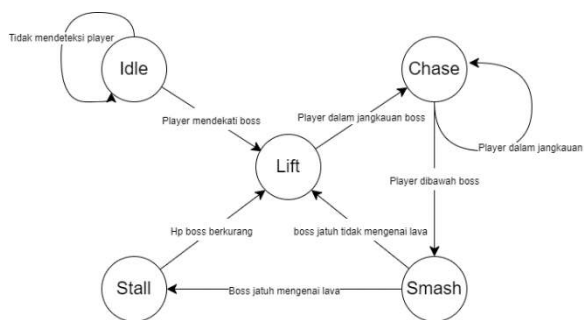 Tidak mendeteksi player
Idle
Chase
Player mendekati boss
Player dalam jangkauan boss
Player dalam jangkauan
Lift
Player dibawah boss
Hp boss berkurang
boss jatuh tidak mengenai lava
Stall
Boss jatuh mengenai lava
Smash